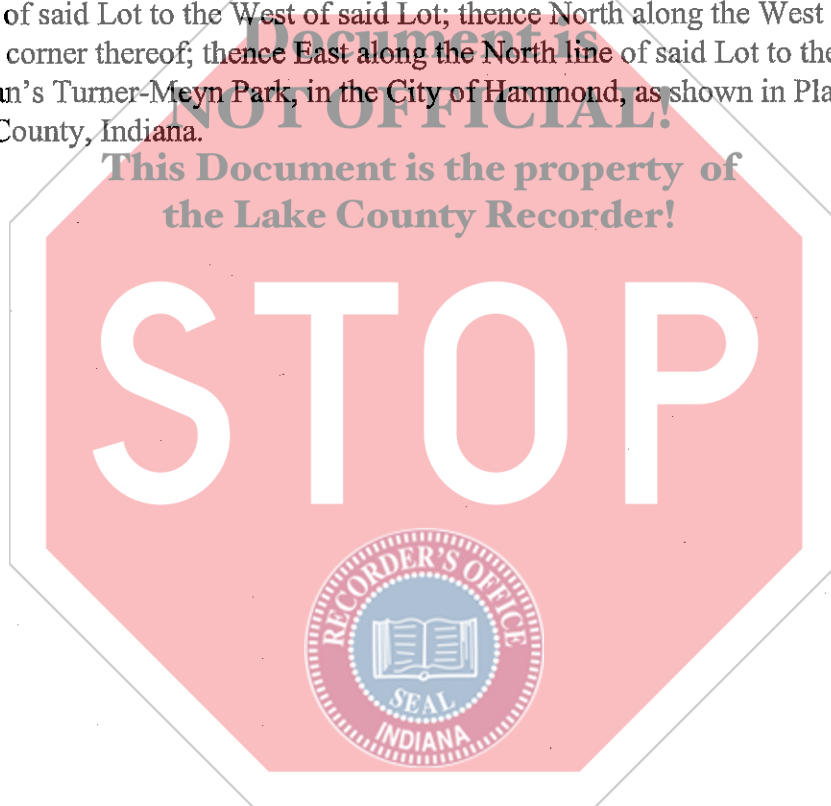 of said Lot to the West of said Lot; thence North along the West
Document is
corner thereof; thence East along the North line of said Lot to the
an's Turner-Meyn Park, in the City of Hammond, as shown in Pla
NOT OFFICIAL!
County, Indiana.
This Document is the property of
the Lake County Recorder!
STOP
RECORDER'S OFFICE
SEAL
INDIANA